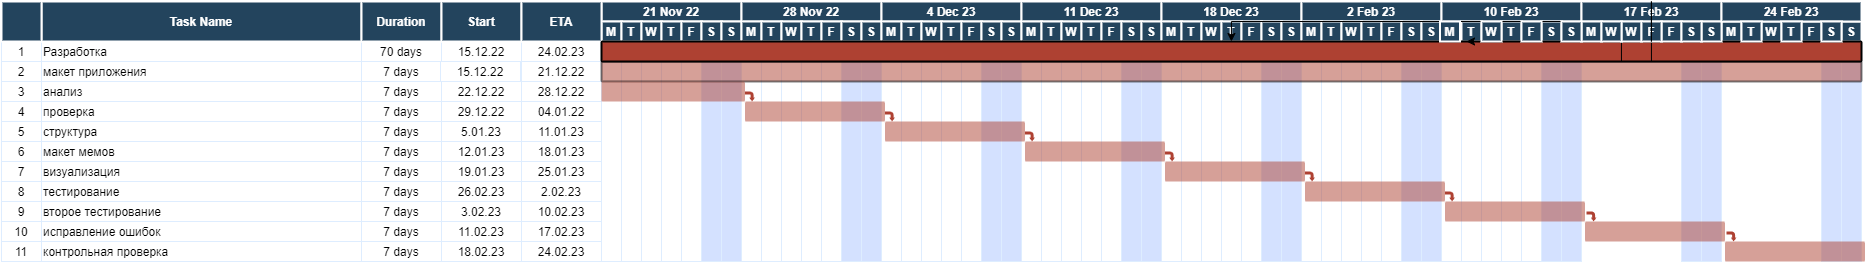 Task Name Duration Start ETA 21 Nov 22 28 Nov 22 4 Dec 23 11 Dec 23 18 Dec 23 2 Feb 23 10 Feb 23 17 Feb 23 24 Feb 23
M T W T F S S M T W T F S S M T W T F S S M T W T F S S M T W T F S S M T W T F S S M T W T F S S M W W F F S S M T W T F S S
1 Разработка 70 days 15.12.22 24.02.23
2 макет приложения 7 days 15.12.22 21.12.22
3 анализ 7 days 22.12.22 28.12.22
4 проверка 7 days 29.12.22 04.01.22
5 структура 7 days 5.01.23 11.01.23
6 макет мемов 7 days 12.01.23 18.01.23
7 визуализация 7 days 19.01.23 25.01.23
8 тестирование 7 days 26.02.23 2.02.23
9 второе тестирование 7 days 3.02.23 10.02.23
10 исправление ошибок 7 days 11.02.23 17.02.23
11 контрольная проверка 7 days 18.02.23 24.02.23